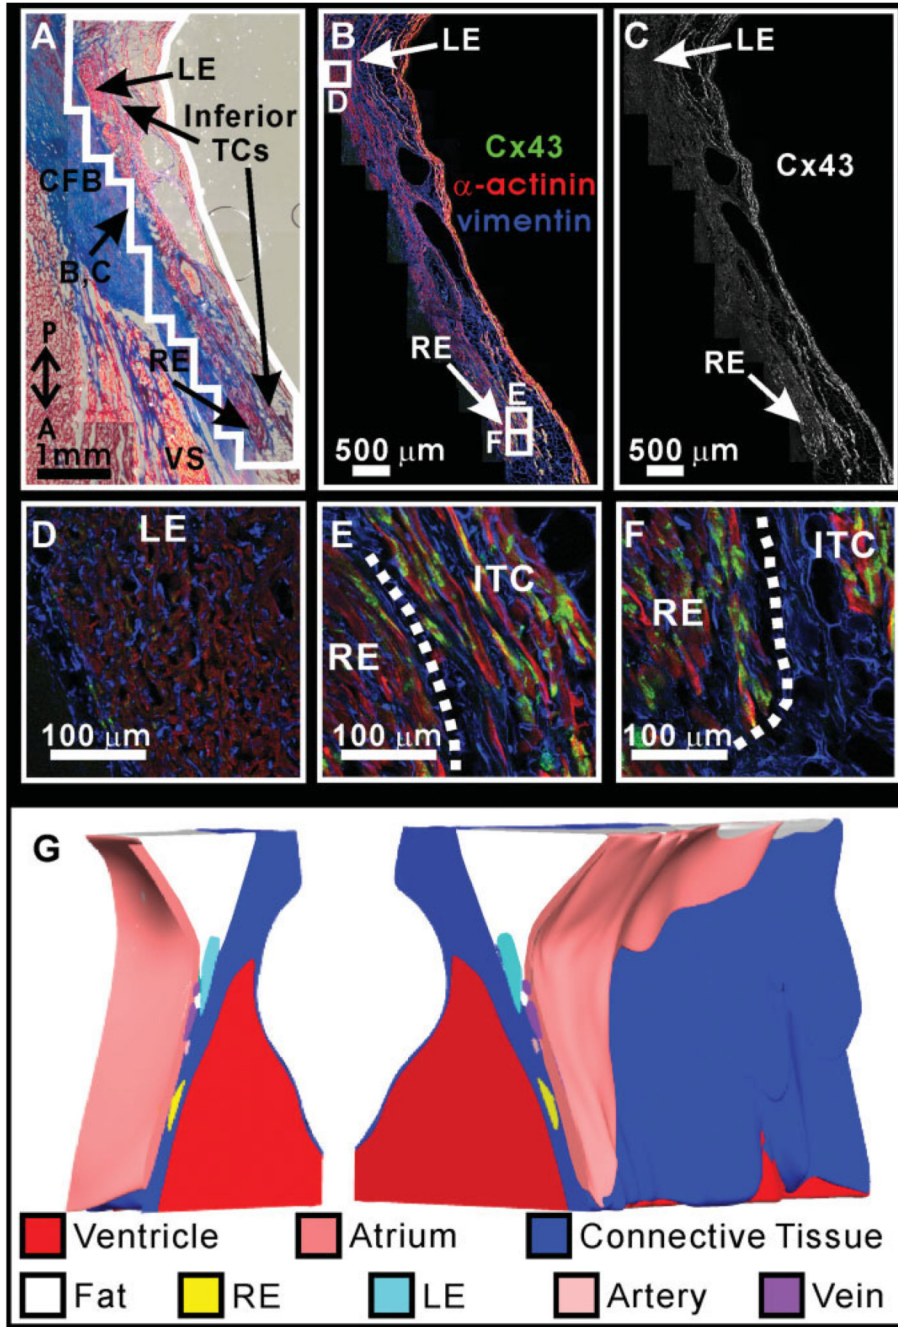 A
LE
Inferior
TCs
CFB
B,C
P
RE
A
1mm
VS
B
LE
D
Cx43
α-actinin
vimentin
RE
E
F
500 μm
C
LE
Cx43
RE
500 μm
D
LE
100 μm
E
ITC
RE
100 μm
F
ITC
RE
100 μm
G
Ventricle
Atrium
Connective Tissue
Fat
RE
LE
Artery
Vein